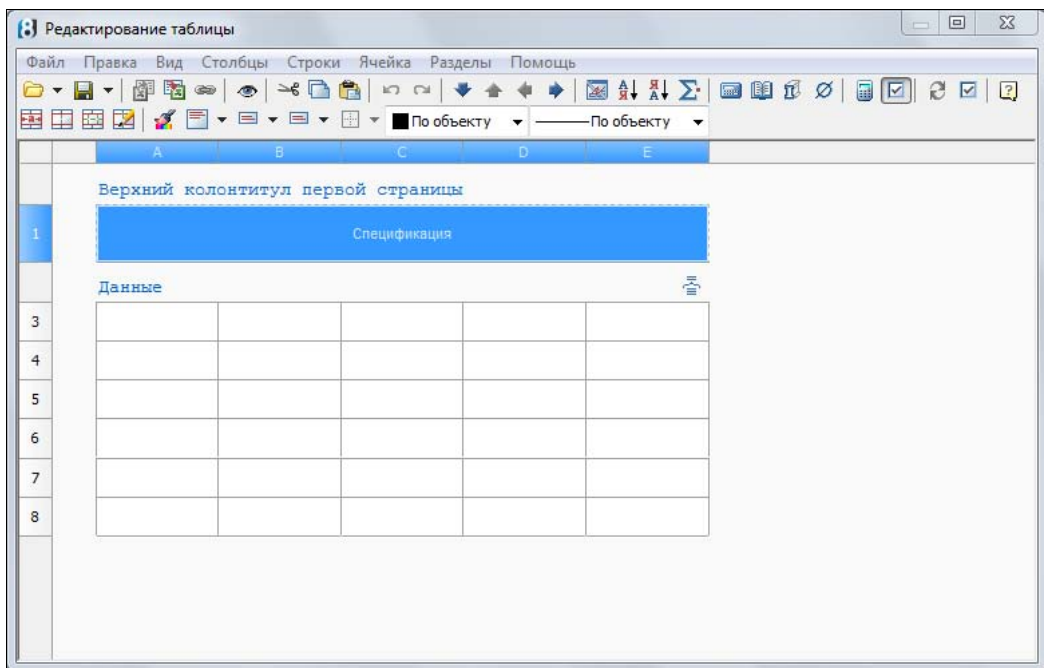 Редактирование таблицы
Файл Правка Вид Столбцы Строки Ячейка Разделы Помощь
По объекту По объекту
A B C D E
Верхний колонтитул первой страницы
1 Спецификация
Данные
3
4
5
6
7
8